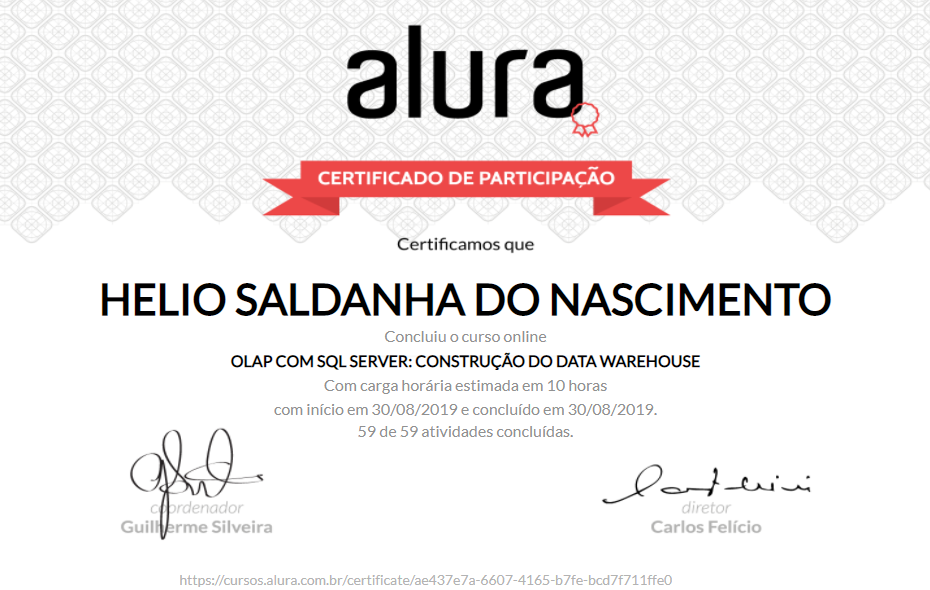 alura
CERTIFICADO DE PARTICIPAÇÃO
Certificamos que
HELIO SALDANHA DO NASCIMENTO
Concluiu o curso online
OLAP COM SQL SERVER: CONSTRUÇÃO DO DATA WAREHOUSE
Com carga horária estimada em 10 horas
com início em 30/08/2019 e concluído em 30/08/2019.
59 de 59 atividades concluídas.
coordenador
Guilherme Silveira
diretor
Carlos Felício
https://cursos.alura.com.br/certificate/ae437e7a-6607-4165-b7fe-bcd7f711ffe0